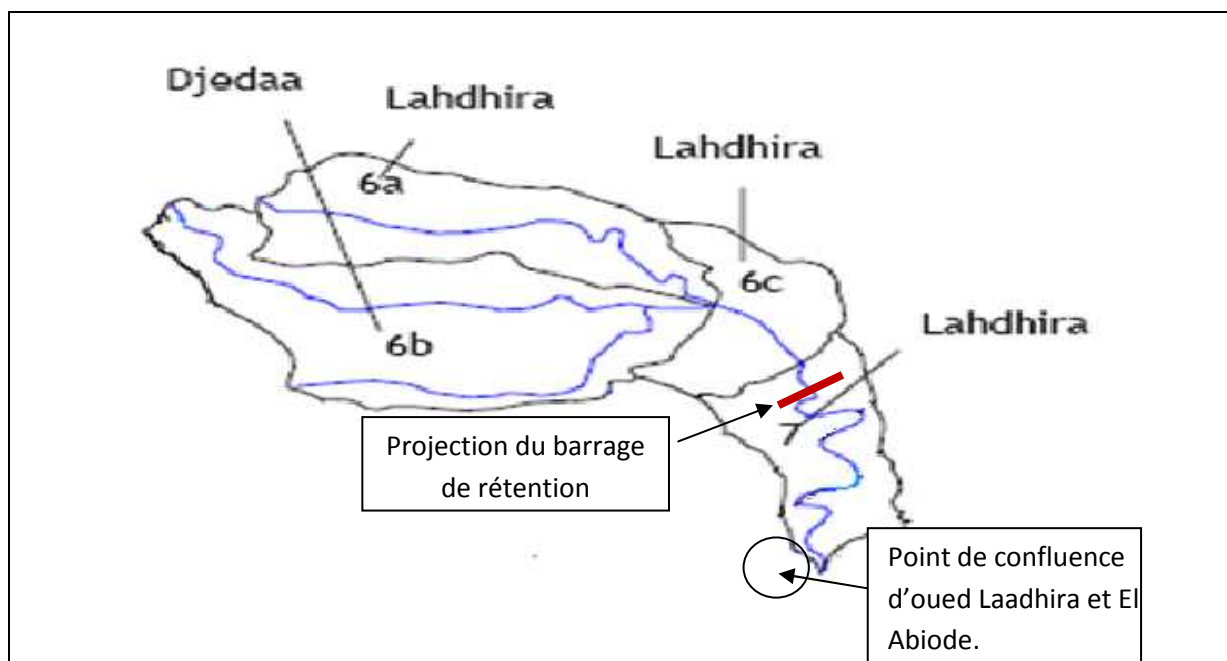 Djedaa
Lahdhira
Lahdhira
6a
6c
Lahdhira
6b
Projection du barrage
de rétention
Point de confluence
d'oued Laadhira et El
Abiode.